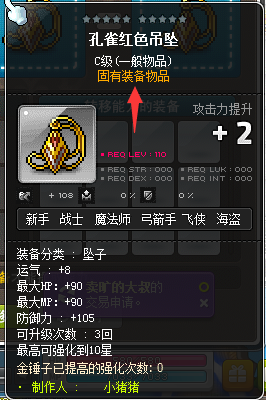 孔雀红色吊坠
C级(一般物品)
固有装备物品
攻击力提升
+ 2
• REQ LEV : 110
• REQ STR : 000
• REQ LUK : 000
• REQ DEX : 000
• REQ INT : 000
+ 108
0 %
0 %
新手 战士 魔法师 弓箭手 飞侠 海盗
装备分类 : 坠子
运气 : +8
最大HP: +90
最大MP: +90
防御力 : +105
可升级次数 : 3回
最高可强化到10星
金锤子已提高的强化次数: 0
• 制作人 : 小猪猪